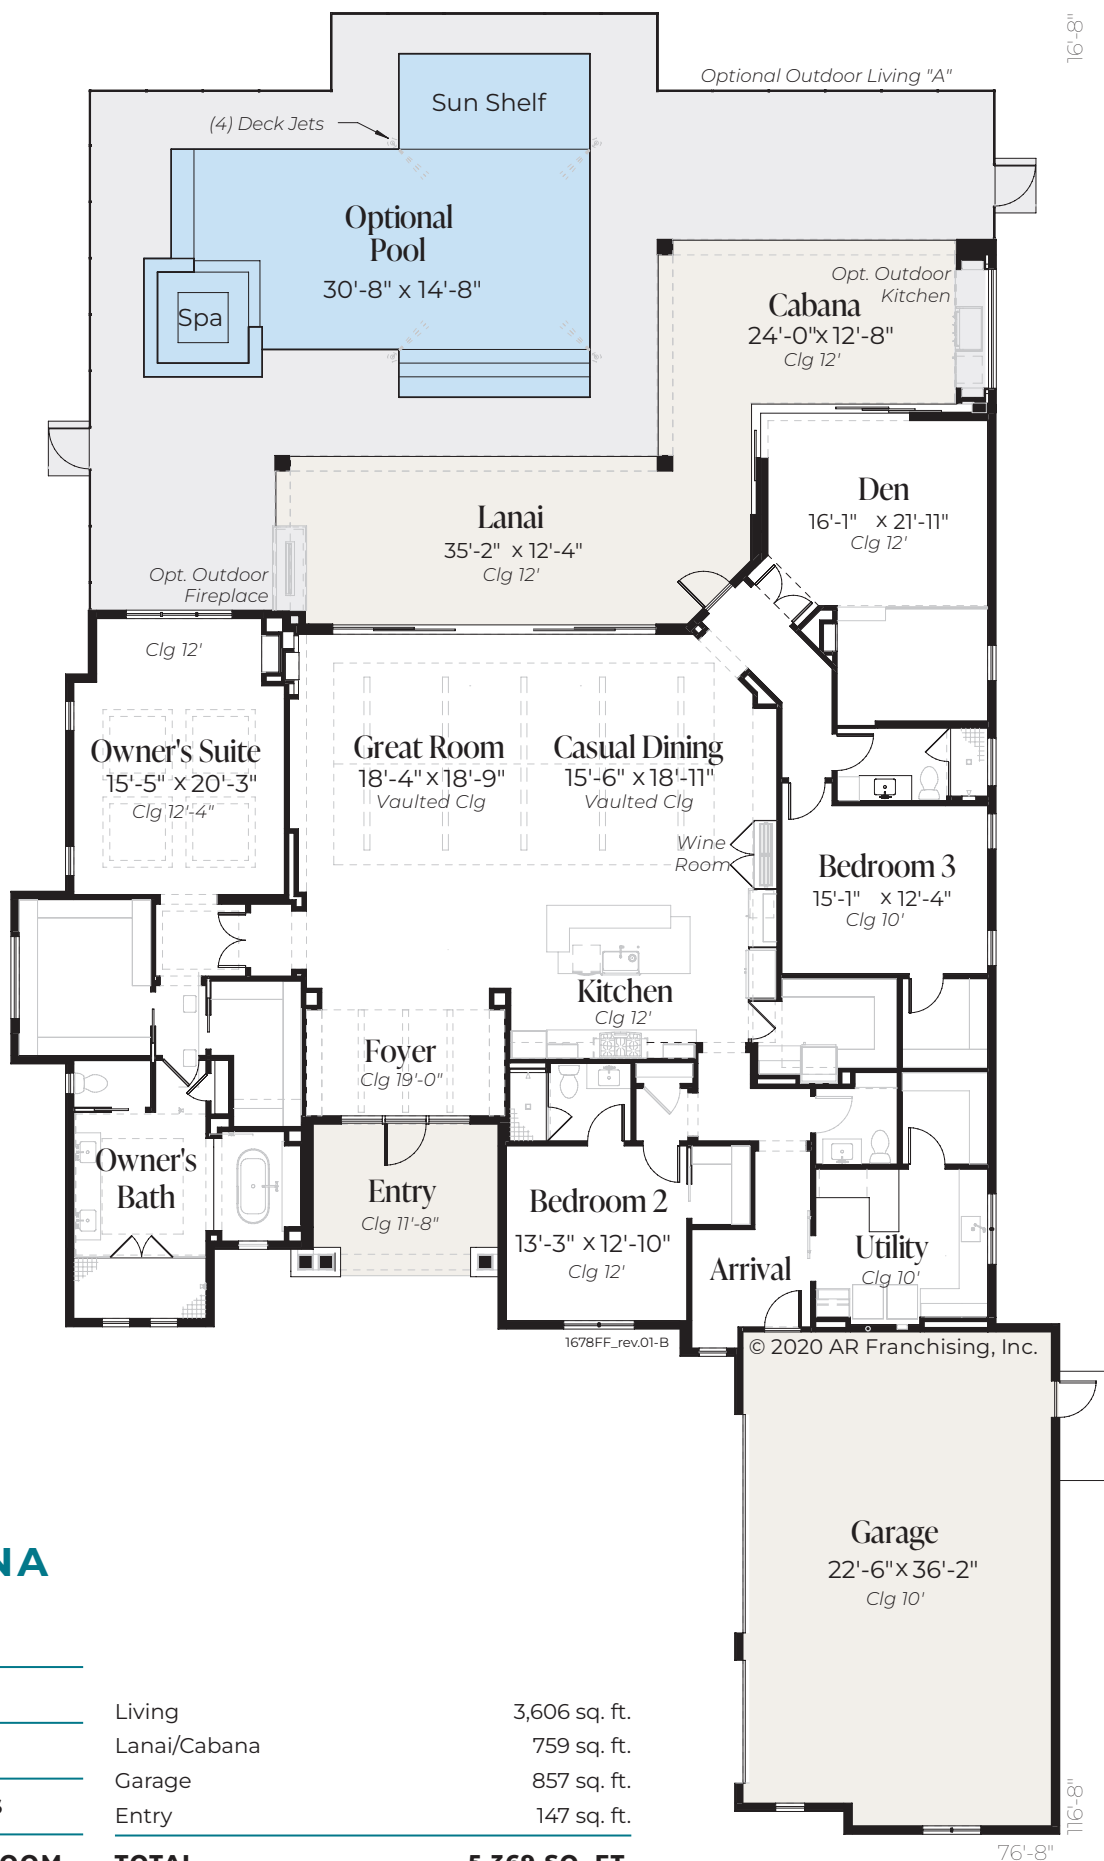 16'-8"
Optional Outdoor Living "A"
Sun Shelf
(4) Deck Jets
Optional
Pool
30'-8" x 14'-8"
Spa
Opt. Outdoor
Kitchen
Cabana
24'-0"x 12'-8"
Clg 12'
Den
16'-1" x 21'-11"
Clg 12'
Lanai
35'-2" x 12'-4"
Clg 12'
Opt. Outdoor
Fireplace
Clg 12'
Owner's Suite
15'-5" x 20'-3"
Clg 12'-4"
Great Room
18'-4" x 18'-9"
Vaulted Clg
Casual Dining
15'-6" x 18'-11"
Vaulted Clg
Wine
Room
Bedroom 3
15'-1" x 12'-4"
Clg 10'
Kitchen
Clg 12'
Foyer
Clg 19'-0"
Owner's
Bath
Entry
Clg 11'-8"
Bedroom 2
13'-3" x 12'-10"
Clg 12'
Arrival
Utility
Clg 10'
1678FF_rev.01-B
© 2020 AR Franchising, Inc.
Garage
22'-6"x 36'-2"
Clg 10'
NA
Living 3,606 sq. ft.
Lanai/Cabana 759 sq. ft.
Garage 857 sq. ft.
Entry 147 sq. ft.
TOTAL 5,369 SQ. FT.
OOM
116'-8"
76'-8"